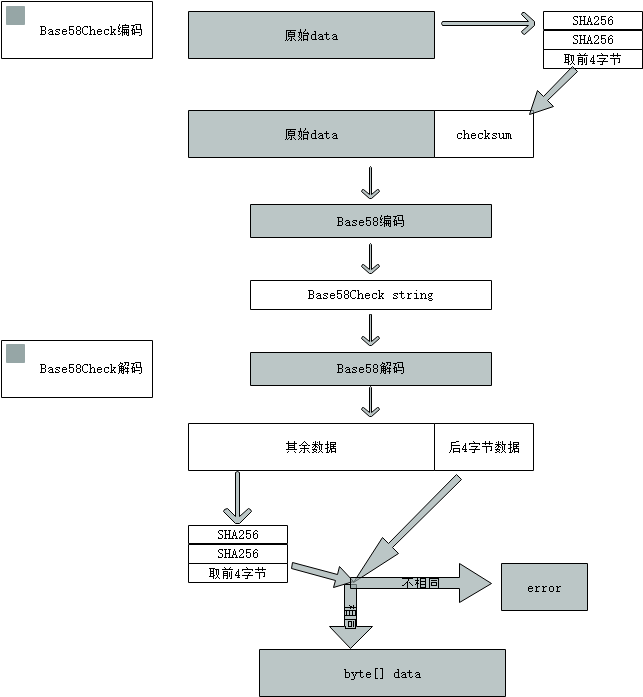 Base58Check编码
原始data
SHA256
SHA256
取前4字节
原始data
checksum
Base58编码
Base58Check string
Base58Check解码
Base58解码
其余数据
后4字节数据
SHA256
SHA256
取前4字节
不相同
error
相同
byte[] data